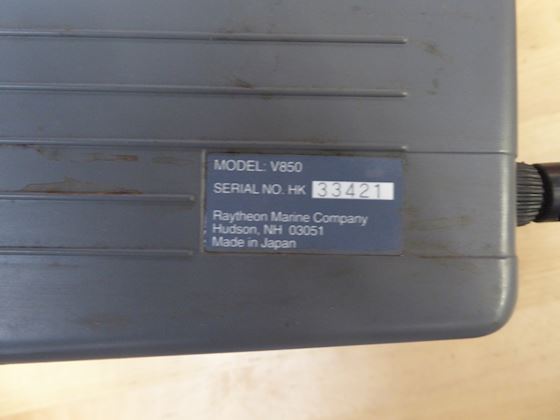 MODEL: V850
SERIAL NO. HK 33421
Raytheon Marine Company
Hudson, NH 03051
Made in Japan